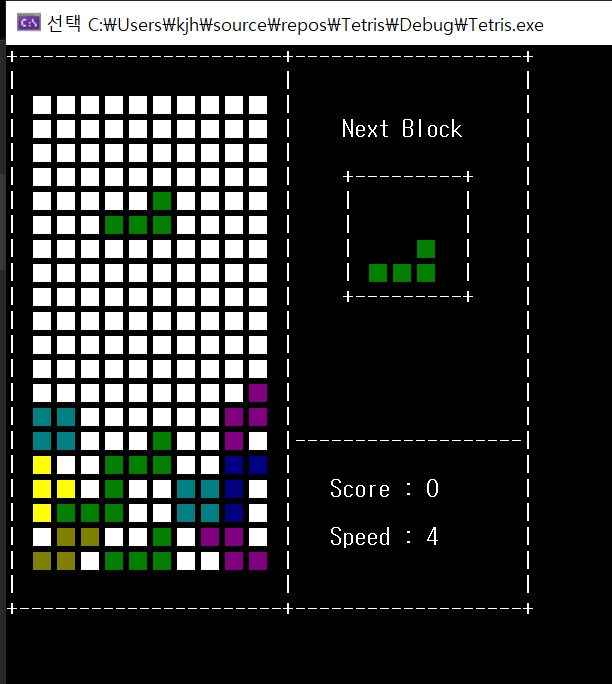 선택 C:₩Users₩kjh₩source₩repos₩Tetris₩Debug₩Tetris.exe
Next Block
Score : 0
Speed : 4